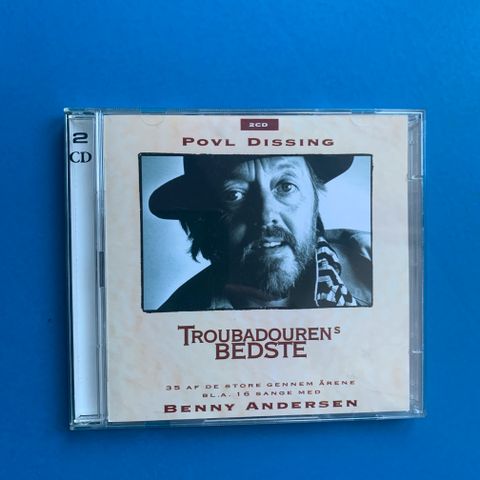 2
CD
2CD
POVL DISSING
TROUBADOURENS
BEDSTE
35 AF DE STORE GENNEM ÅRENE
BL.A. 16 SANGE MED
BENNY ANDERSEN